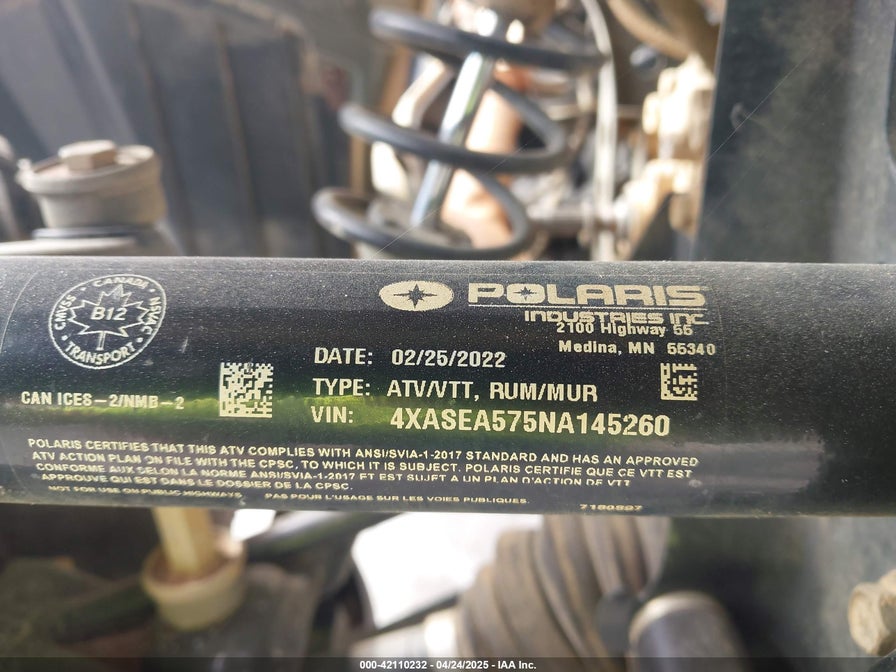 CANADA
CMVSS
NSVAC
B12
TRANSPORT
POLARIS
INDUSTRIES INC
2100 Highway 55
Medina, MN 55340
DATE: 02/25/2022
TYPE: ATV/VTT, RUM/MUR
VIN: 4XASEA575NA145260
CAN ICES-2/NMB-2
POLARIS CERTIFIES THAT THIS ATV COMPLIES WITH ANSI/SVIA-1-2017 STANDARD AND HAS AN APPROVED
ATV ACTION PLAN ON FILE WITH THE CPSC, TO WHICH IT IS SUBJECT. POLARIS CERTIFIE QUE CE VTT EST
CONFORME AUX SELON LA NORME ANSI/SVIA-1-2017 ET EST SUJET A UN PLAN D'ACTION DE VTT
APPROUVE QUI EST DANS LE DOSSIER DE LA CPSC.
NOT FOR USE ON PUBLIC HIGHWAYS. PAS POUR L'USAGE SUR LES VOIES PUBLIQUES.
7180697
000-42110232 - 04/24/2025 - IAA Inc.